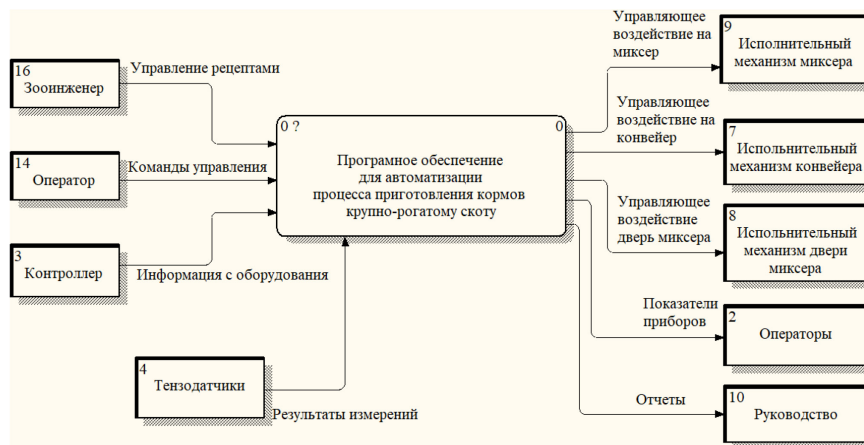 16
Зооинженер
Управление рецептами
14
Оператор
Команды управления
3
Контроллер
Информация с оборудования
4
Тензодатчики
Результаты измерений
0 ?
0
Програмное обеспечение
для автоматизации
процесса приготовления кормов
крупно-рогатому скоту
Управляющее
воздействие на
миксер
9
Исполнительный
механизм миксера
Управляющее
воздействие на
конвейер
7
Испольнительный
механизм конвейера
Управляющее
воздействие
дверь миксера
8
Испольнительный
механизм двери
миксера
Показатели
приборов
2
Операторы
Отчеты
10
Руководство